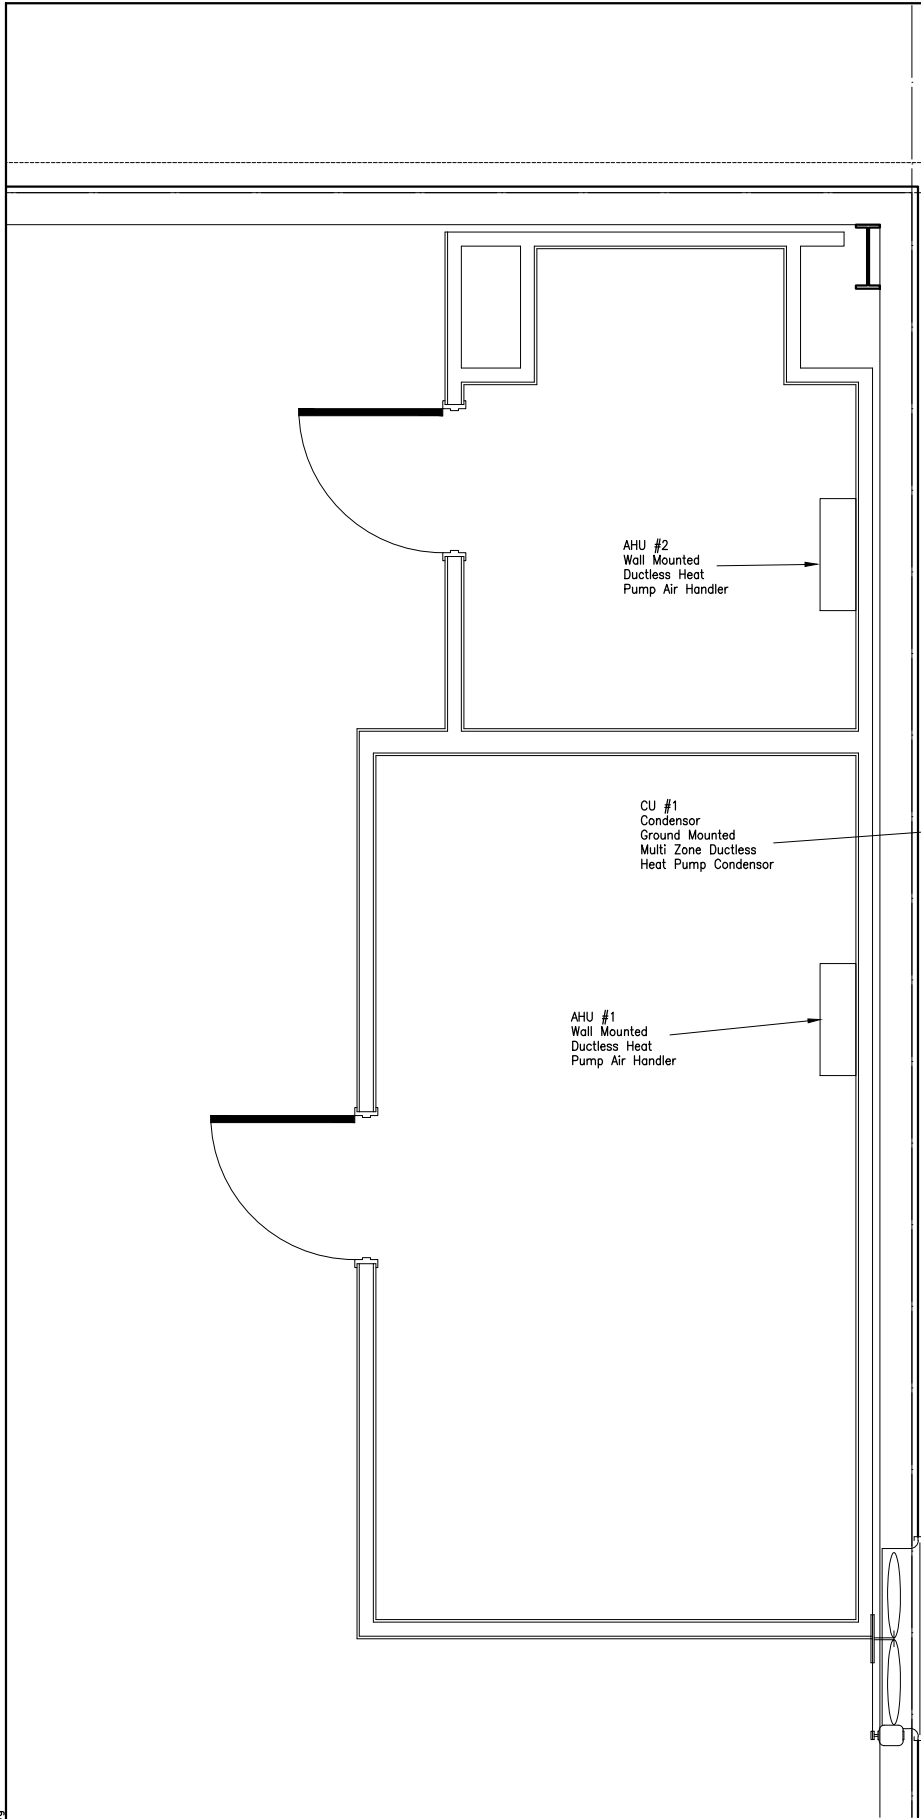 AHU #2
Wall Mounted
Ductless Heat
Pump Air Handler
CU #1
Condensor
Ground Mounted
Multi Zone Ductless
Heat Pump Condensor
AHU #1
Wall Mounted
Ductless Heat
Pump Air Handler